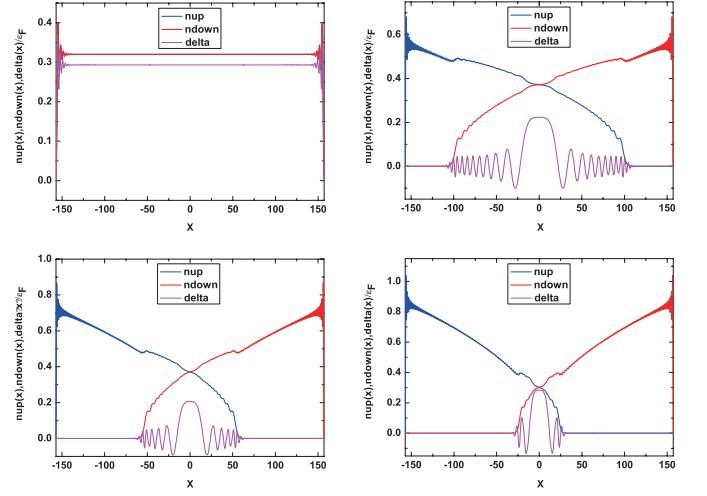 nup(x),ndown(x),delta(x)/εF
0.4
0.3
0.2
0.1
0.0
nup
ndown
delta
-150 -100 -50 0 50 100 150
X
nup(x),ndown(x),delta(x)/εF
0.6
0.4
0.2
0.0
nup
ndown
delta
-150 -100 -50 0 50 100 150
X
nup(x),ndown(x),
1.0
0.8
0.6
0.4
0.2
0.0
nup
ndown
delta
-150 -100 -50 0 50 100 150
X
nup(x),ndown(x),delta(x)/εF
1.0
0.8
0.6
0.4
0.2
0.0
nup
ndown
delta
-150 -100 -50 0 50 100 150
X